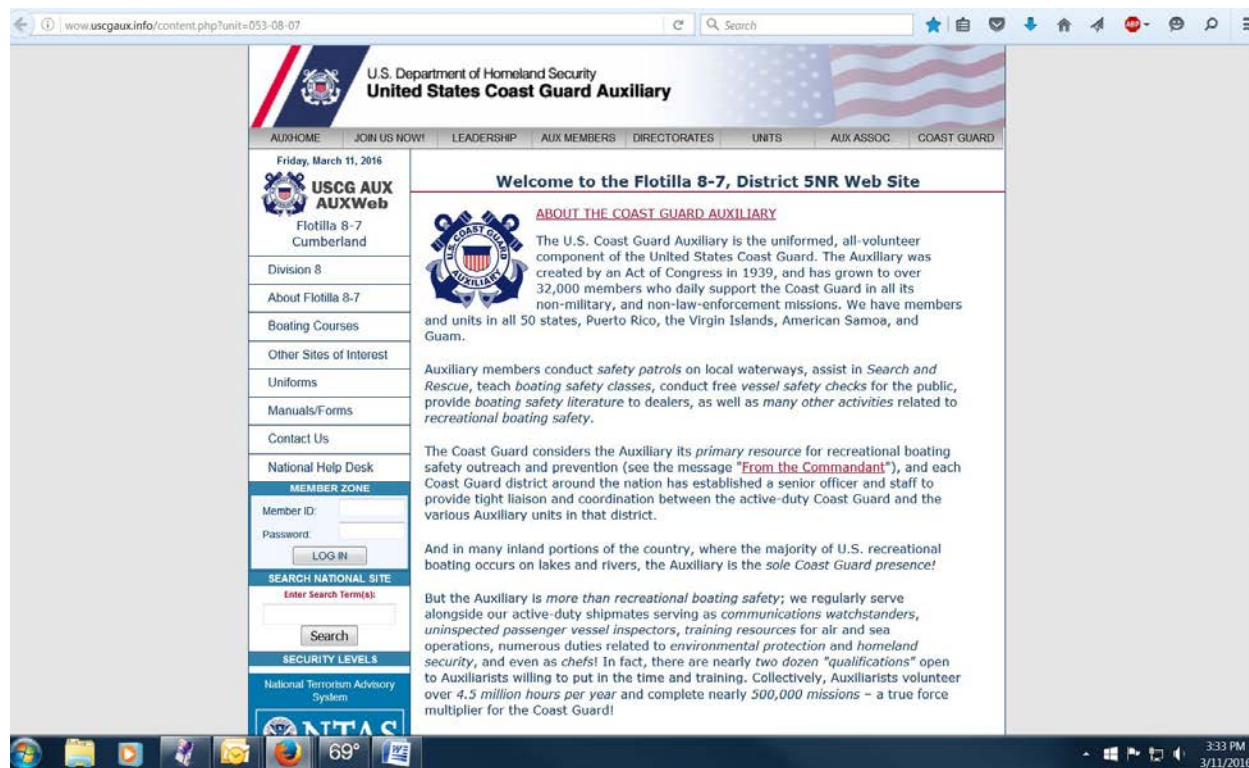 wow.uscgaux.info/content.php?unit=053-08-07
Search
ABP
U.S. Department of Homeland Security
United States Coast Guard Auxiliary
AUXHOME JOIN US NOW! LEADERSHIP AUX MEMBERS DIRECTORATES UNITS AUX ASSOC COAST GUARD
Friday, March 11, 2016
USCG AUX
AUXWeb
Flotilla 8-7
Cumberland
Division 8
About Flotilla 8-7
Boating Courses
Other Sites of Interest
Uniforms
Manuals/Forms
Contact Us
National Help Desk
MEMBER ZONE
Member ID:
Password:
LOG IN
SEARCH NATIONAL SITE
Enter Search Term(s):
Search
SECURITY LEVELS
National Terrorism Advisory
System
NTAS
Welcome to the Flotilla 8-7, District 5NR Web Site
U.S. COAST GUARD
AUXILIARY
ABOUT THE COAST GUARD AUXILIARY
The U.S. Coast Guard Auxiliary is the uniformed, all-volunteer
component of the United States Coast Guard. The Auxillary was
created by an Act of Congress in 1939, and has grown to over
32,000 members who daily support the Coast Guard in all its
non-military, and non-law-enforcement missions. We have members
and units in all 50 states, Puerto Rico, the Virgin Islands, American Samoa, and
Guam.
Auxiliary members conduct safety patrols on local waterways, assist in Search and
Rescue, teach boating safety classes, conduct free vessel safety checks for the public,
provide boating safety literature to dealers, as well as many other activities related to
recreational boating safety.
The Coast Guard considers the Auxiliary its primary resource for recreational boating
safety outreach and prevention (see the message "From the Commandant"), and each
Coast Guard district around the nation has established a senior officer and staff to
provide tight liaison and coordination between the active-duty Coast Guard and the
various Auxiliary units in that district.
And in many inland portions of the country, where the majority of U.S. recreational
boating occurs on lakes and rivers, the Auxiliary is the sole Coast Guard presence!
But the Auxiliary is more than recreational boating safety; we regularly serve
alongside our active-duty shipmates serving as communications watchstanders,
uninspected passenger vessel inspectors, training resources for air and sea
operations, numerous duties related to environmental protection and homeland
security, and even as chefs! In fact, there are nearly two dozen "qualifications" open
to Auxiliarists willing to put in the time and training. Collectively, Auxiliarists volunteer
over 4.5 million hours per year and complete nearly 500,000 missions – a true force
multiplier for the Coast Guard!
69°
3:33 PM
3/11/2016